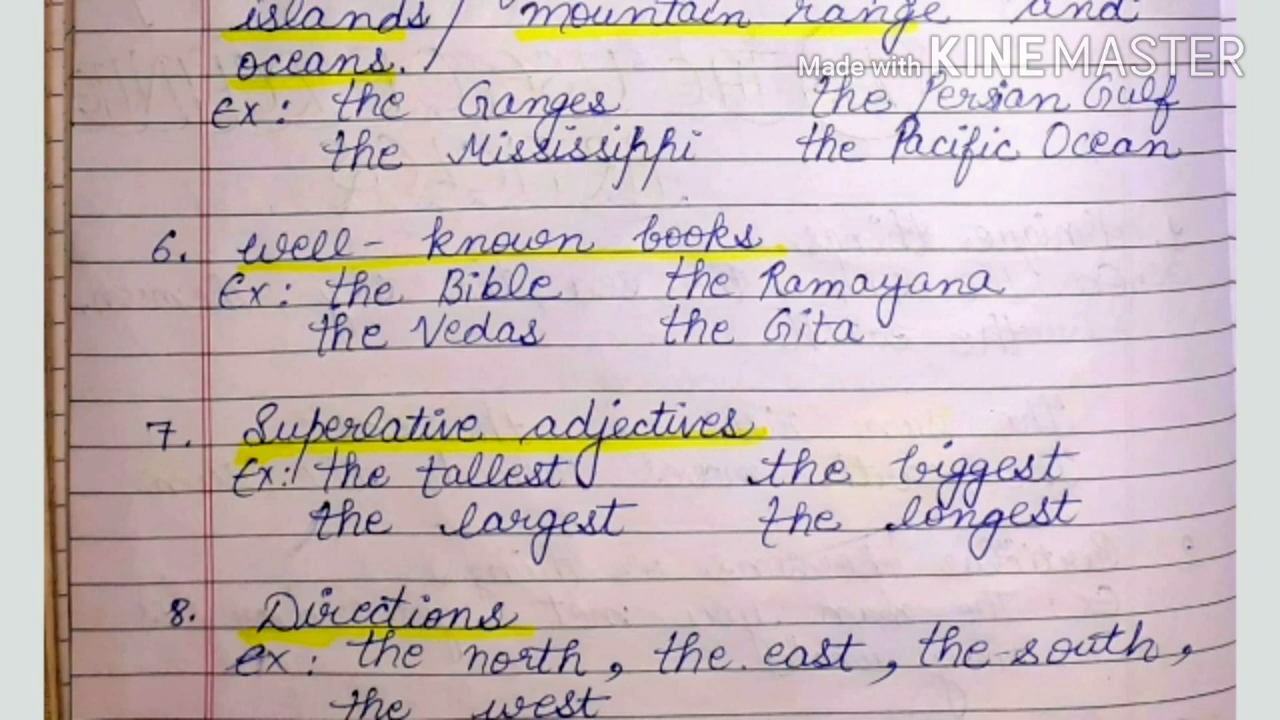 islands / mountain range and
oceans.
Made with KINEMASTER
Ex: the Ganges the Persian Gulf
the Mississippi the Pacific Ocean
6. well-known books
Ex: the Bible the Ramayana
the Vedas the Gita
7. Superlative adjectives
Ex: the tallest the biggest
the largest the longest
8. Directions
ex: the north, the east, the south,
the west